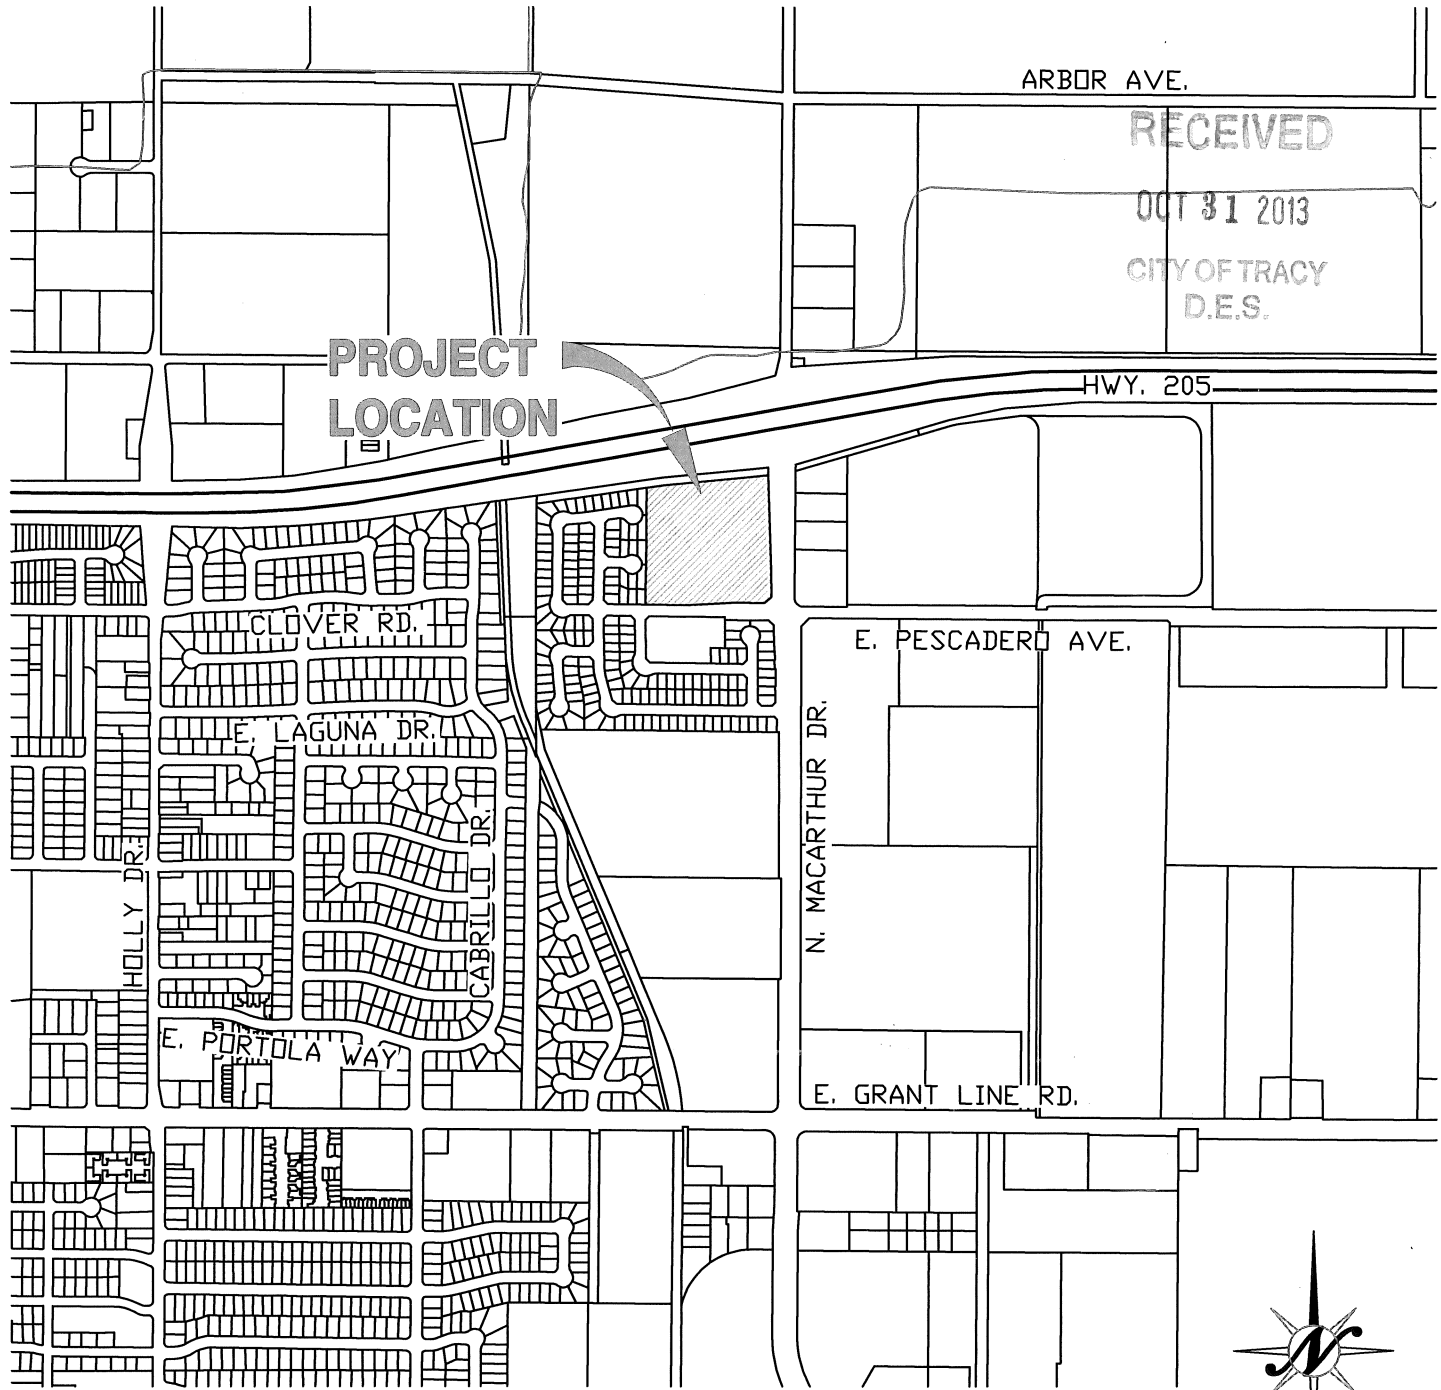 ARBOR AVE.
RECEIVED
OCT 31 2013
CITY OF TRACY
D.E.S.
PROJECT
LOCATION
HWY. 205
CLOVER RD.
E. PESCADERO AVE.
E. LAGUNA DR.
N. MACARTHUR DR.
HOLLY DR.
CABRILLO DR.
E. PORTOLA WAY
E. GRANT LINE RD.
N